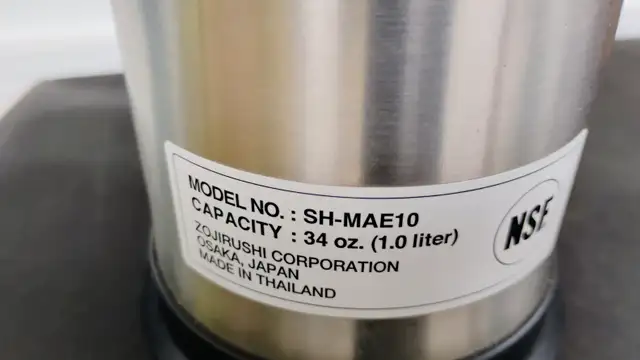 MODEL NO. : SH-MAE10
CAPACITY : 34 oz. (1.0 liter)
ZOJIRUSHI CORPORATION
OSAKA, JAPAN
MADE IN THAILAND
NSF